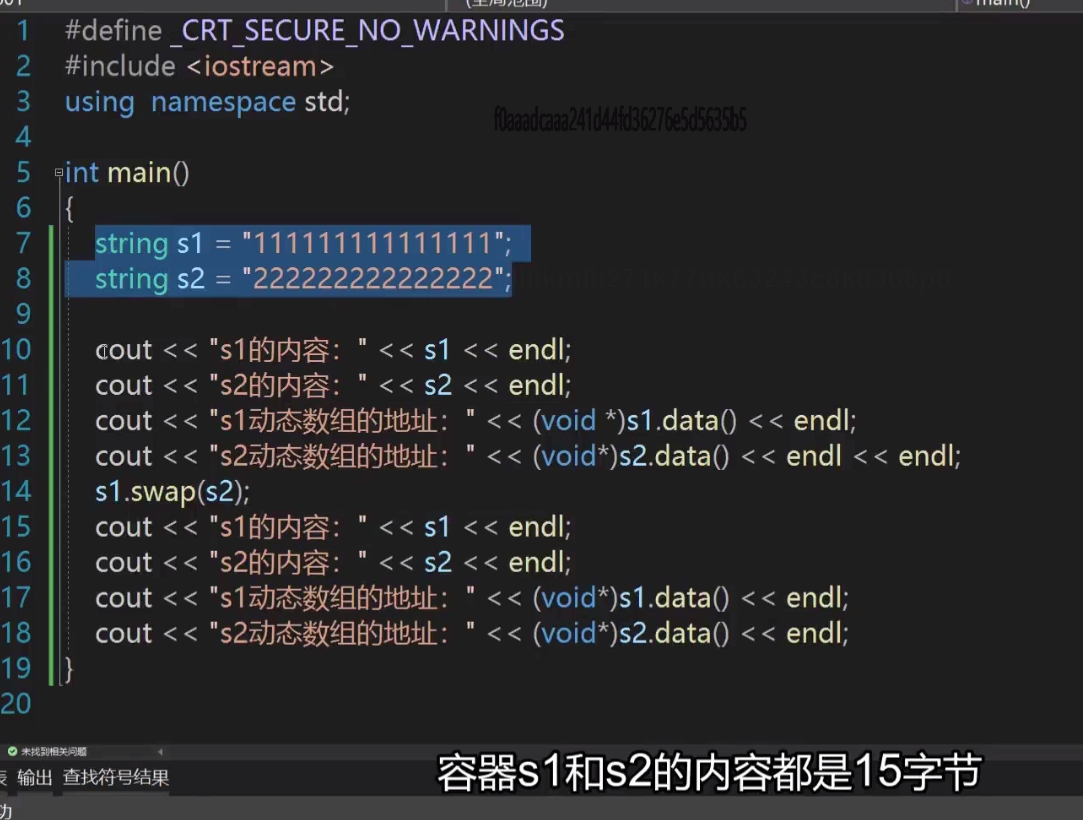 (全局范围)
main()
1 #define _CRT_SECURE_NO_WARNINGS
2 #include <iostream>
3 using namespace std;
f0aaadcaaa241d44fd36276e5d5635b5
4
5 int main()
6 {
7 string s1 = "111111111111111";
8 string s2 = "222222222222222";
9
10 cout << "s1的内容：" << s1 << endl;
11 cout << "s2的内容：" << s2 << endl;
12 cout << "s1动态数组的地址：" << (void *)s1.data() << endl;
13 cout << "s2动态数组的地址：" << (void*)s2.data() << endl << endl;
14 s1.swap(s2);
15 cout << "s1的内容：" << s1 << endl;
16 cout << "s2的内容：" << s2 << endl;
17 cout << "s1动态数组的地址：" << (void*)s1.data() << endl;
18 cout << "s2动态数组的地址：" << (void*)s2.data() << endl;
19 }
20
未找到相关问题
表 输出 查找符号结果
容器s1和s2的内容都是15字节
功